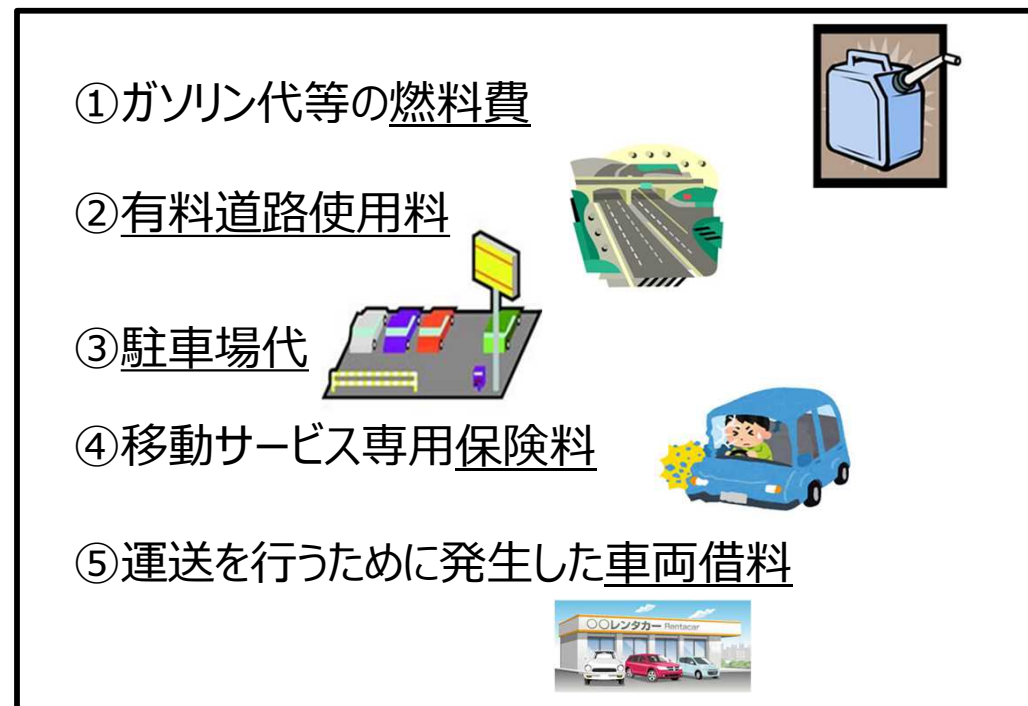 ①ガソリン代等の燃料費
②有料道路使用料
③駐車場代
④移動サービス専用保険料
⑤運送を行うために発生した車両借料
〇〇レンタカー Rentacar